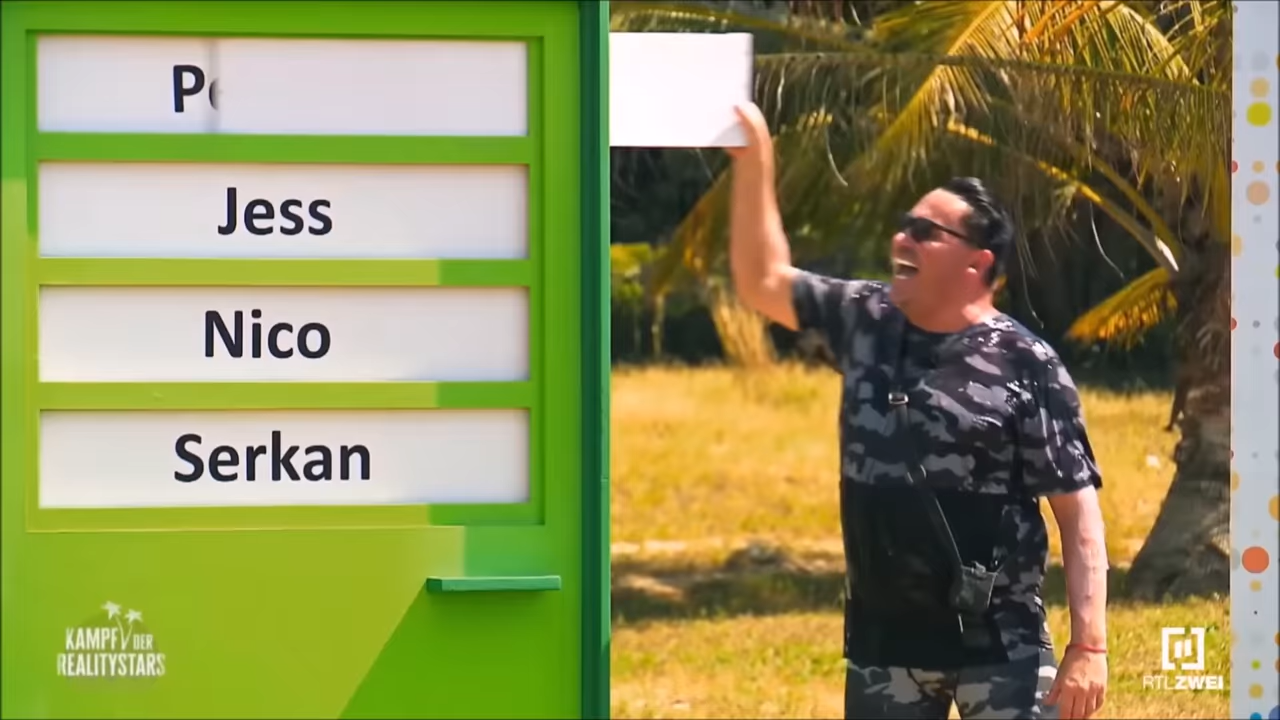 Jess
Nico
Serkan
KAMPF DER
REALITYSTARS
RTLZWEI